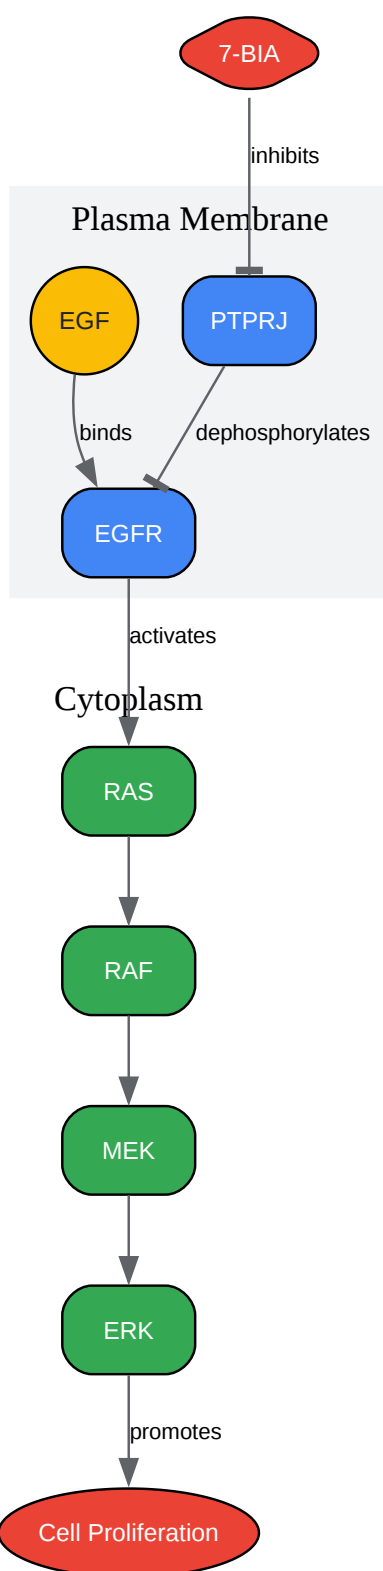 7-BIA
inhibits
Plasma Membrane
EGF
PTPRJ
binds
dephosphorylates
EGFR
activates
Cytoplasm
RAS
RAF
MEK
ERK
promotes
Cell Proliferation